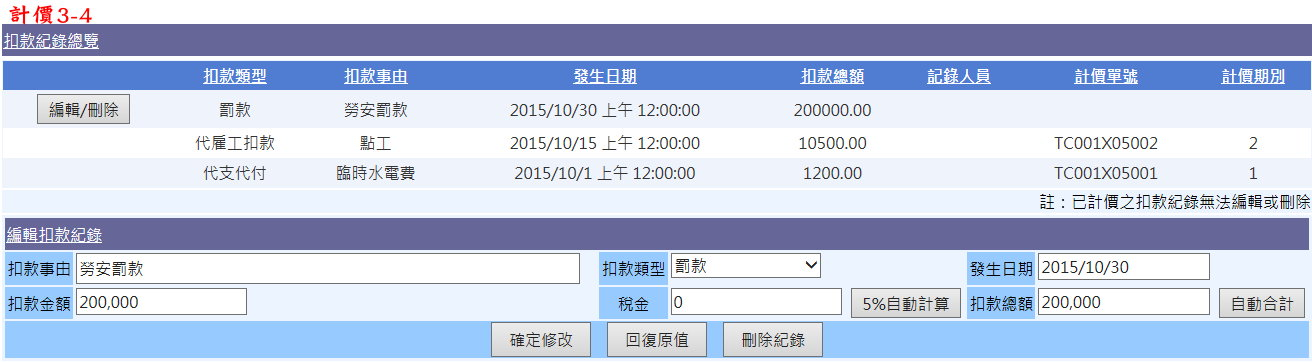 計價3-4
扣款紀錄總覽
扣款類型 扣款事由 發生日期 扣款總額 記錄人員 計價單號 計價期別
編輯/刪除 罰款 勞安罰款 2015/10/30 上午 12:00:00 200000.00
代雇工扣款 點工 2015/10/15 上午 12:00:00 10500.00 TC001X05002 2
代支代付 臨時水電費 2015/10/1 上午 12:00:00 1200.00 TC001X05001 1
註：已計價之扣款紀錄無法編輯或刪除
編輯扣款紀錄
扣款事由 勞安罰款 扣款類型 罰款 發生日期 2015/10/30
扣款金額 200,000 稅金 0 5%自動計算 扣款總額 200,000 自動合計
確定修改 回復原值 刪除紀錄